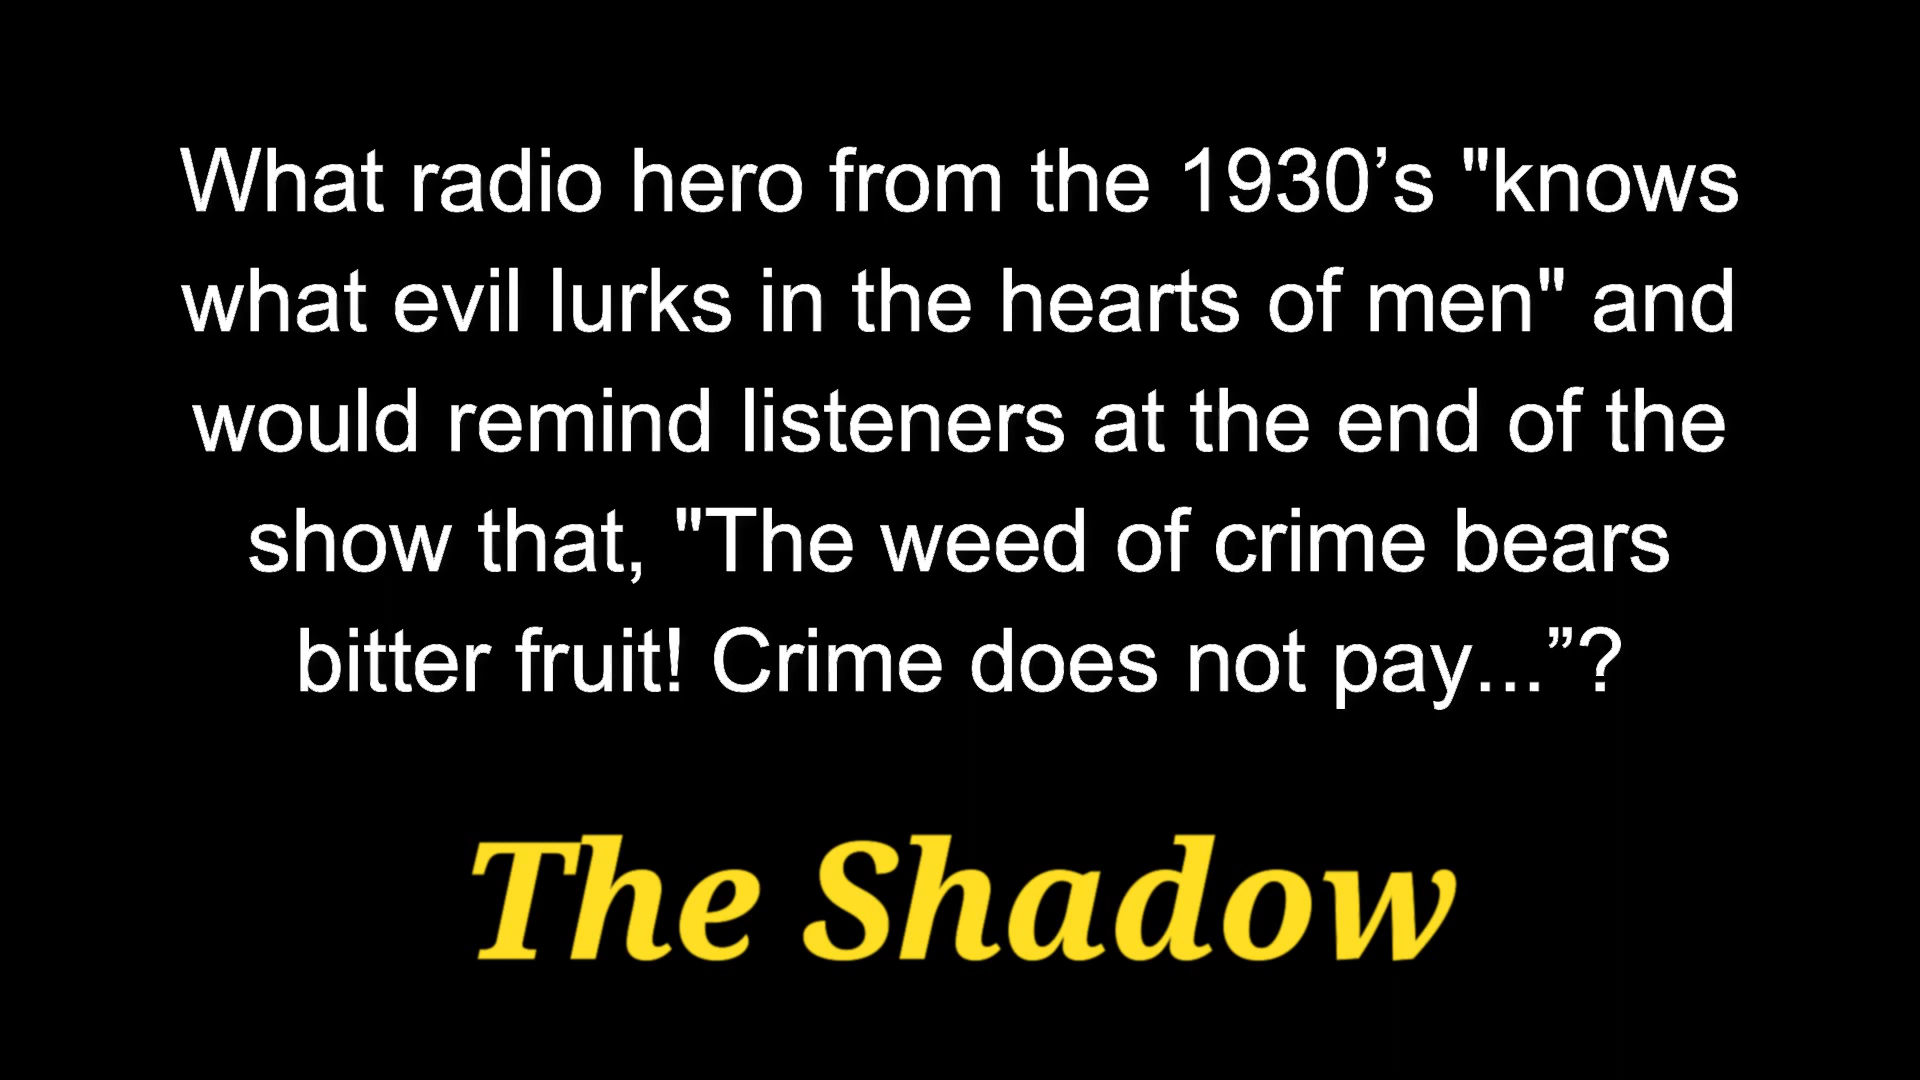 What radio hero from the 1930’s "knows
what evil lurks in the hearts of men" and
would remind listeners at the end of the
show that, "The weed of crime bears
bitter fruit! Crime does not pay...”?
The Shadow